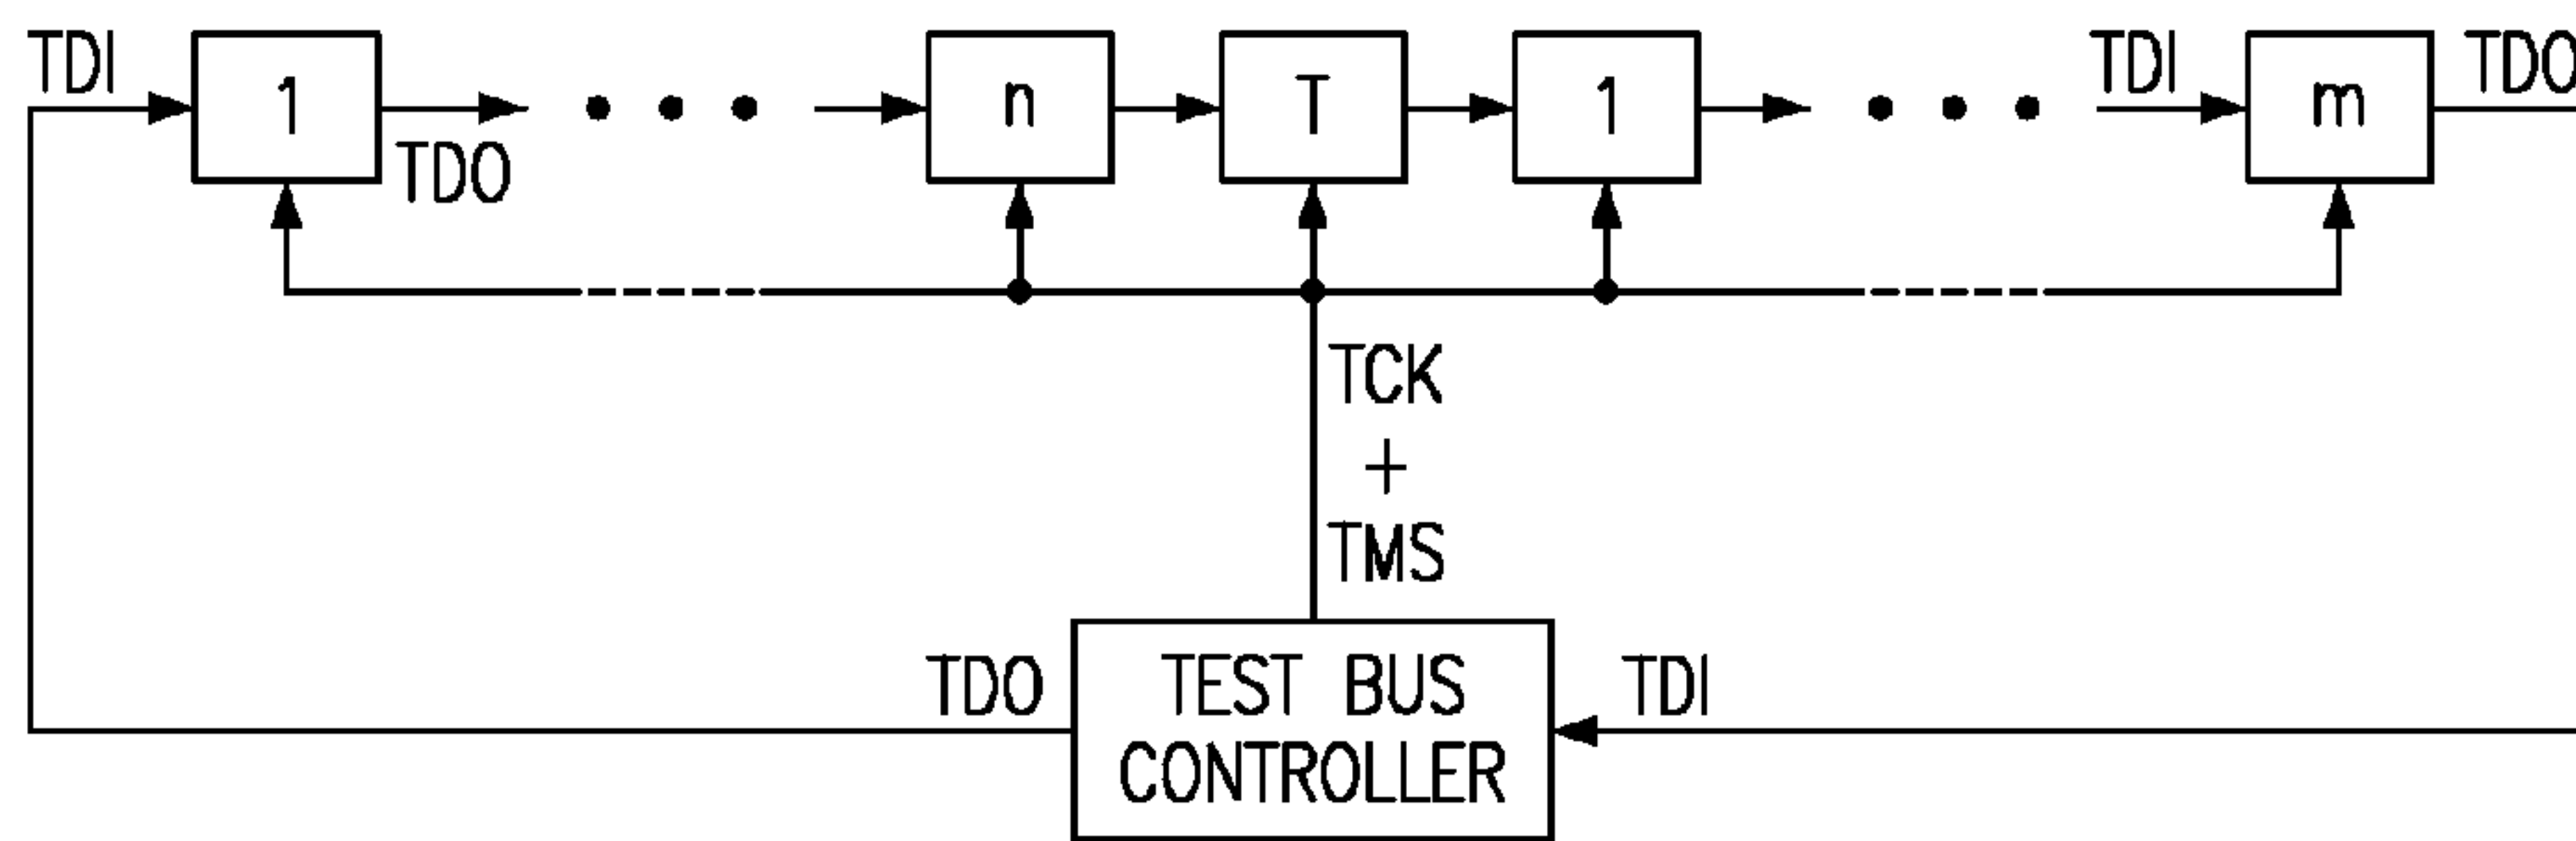 TDI
1
TDO
n
T
1
TDI
m
TDO
TCK
+
TMS
TDO
TEST BUS
CONTROLLER
TDI